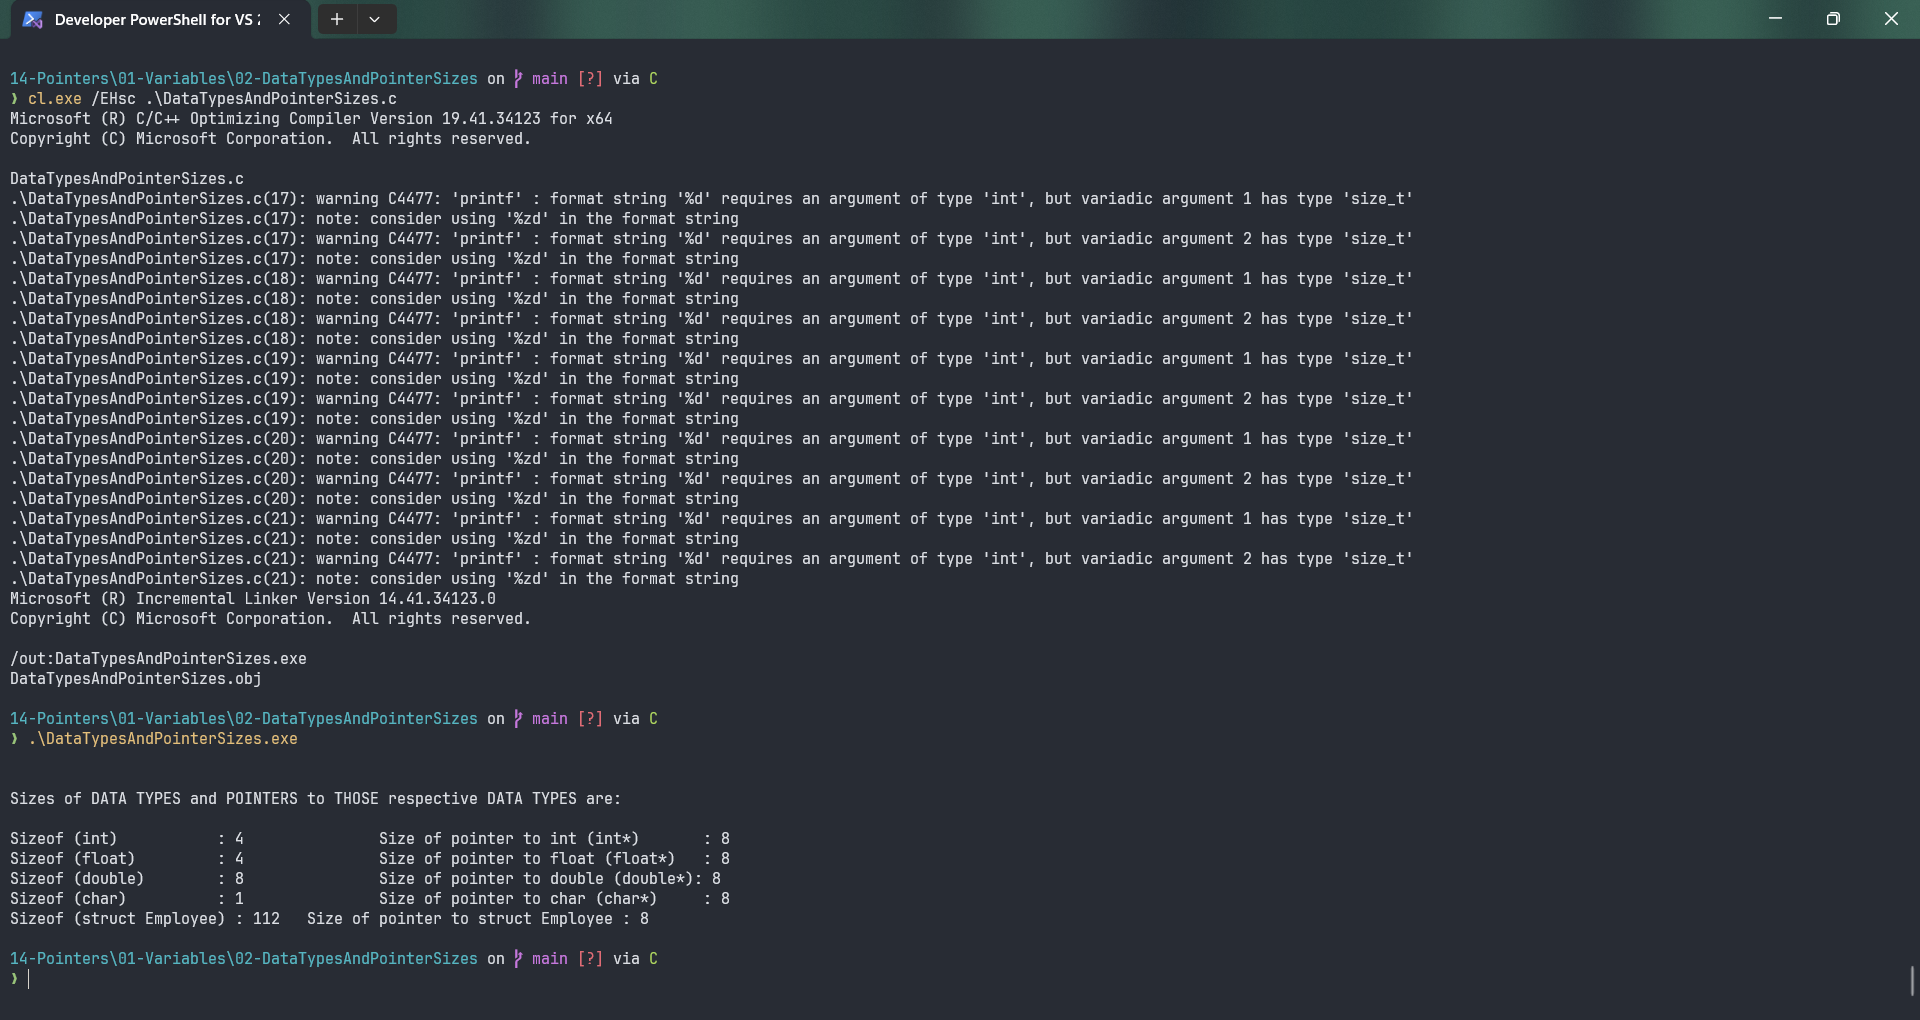 Developer PowerShell for VS 2
14-Pointers\01-Variables\02-DataTypesAndPointerSizes on main [?] via C
❯ cl.exe /EHsc .\DataTypesAndPointerSizes.c
Microsoft (R) C/C++ Optimizing Compiler Version 19.41.34123 for x64
Copyright (C) Microsoft Corporation.  All rights reserved.
DataTypesAndPointerSizes.c
.\DataTypesAndPointerSizes.c(17): warning C4477: 'printf' : format string '%d' requires an argument of type 'int', but variadic argument 1 has type 'size_t'
.\DataTypesAndPointerSizes.c(17): note: consider using '%zd' in the format string
.\DataTypesAndPointerSizes.c(17): warning C4477: 'printf' : format string '%d' requires an argument of type 'int', but variadic argument 2 has type 'size_t'
.\DataTypesAndPointerSizes.c(17): note: consider using '%zd' in the format string
.\DataTypesAndPointerSizes.c(18): warning C4477: 'printf' : format string '%d' requires an argument of type 'int', but variadic argument 1 has type 'size_t'
.\DataTypesAndPointerSizes.c(18): note: consider using '%zd' in the format string
.\DataTypesAndPointerSizes.c(18): warning C4477: 'printf' : format string '%d' requires an argument of type 'int', but variadic argument 2 has type 'size_t'
.\DataTypesAndPointerSizes.c(18): note: consider using '%zd' in the format string
.\DataTypesAndPointerSizes.c(19): warning C4477: 'printf' : format string '%d' requires an argument of type 'int', but variadic argument 1 has type 'size_t'
.\DataTypesAndPointerSizes.c(19): note: consider using '%zd' in the format string
.\DataTypesAndPointerSizes.c(19): warning C4477: 'printf' : format string '%d' requires an argument of type 'int', but variadic argument 2 has type 'size_t'
.\DataTypesAndPointerSizes.c(19): note: consider using '%zd' in the format string
.\DataTypesAndPointerSizes.c(20): warning C4477: 'printf' : format string '%d' requires an argument of type 'int', but variadic argument 1 has type 'size_t'
.\DataTypesAndPointerSizes.c(20): note: consider using '%zd' in the format string
.\DataTypesAndPointerSizes.c(20): warning C4477: 'printf' : format string '%d' requires an argument of type 'int', but variadic argument 2 has type 'size_t'
.\DataTypesAndPointerSizes.c(20): note: consider using '%zd' in the format string
.\DataTypesAndPointerSizes.c(21): warning C4477: 'printf' : format string '%d' requires an argument of type 'int', but variadic argument 1 has type 'size_t'
.\DataTypesAndPointerSizes.c(21): note: consider using '%zd' in the format string
.\DataTypesAndPointerSizes.c(21): warning C4477: 'printf' : format string '%d' requires an argument of type 'int', but variadic argument 2 has type 'size_t'
.\DataTypesAndPointerSizes.c(21): note: consider using '%zd' in the format string
Microsoft (R) Incremental Linker Version 14.41.34123.0
Copyright (C) Microsoft Corporation.  All rights reserved.
/out:DataTypesAndPointerSizes.exe
DataTypesAndPointerSizes.obj
14-Pointers\01-Variables\02-DataTypesAndPointerSizes on main [?] via C
❯ .\DataTypesAndPointerSizes.exe
Sizes of DATA TYPES and POINTERS to THOSE respective DATA TYPES are:
Sizeof (int)           : 4               Size of pointer to int (int*)       : 8
Sizeof (float)         : 4               Size of pointer to float (float*)   : 8
Sizeof (double)        : 8               Size of pointer to double (double*): 8
Sizeof (char)          : 1               Size of pointer to char (char*)     : 8
Sizeof (struct Employee) : 112   Size of pointer to struct Employee : 8
14-Pointers\01-Variables\02-DataTypesAndPointerSizes on main [?] via C
❯